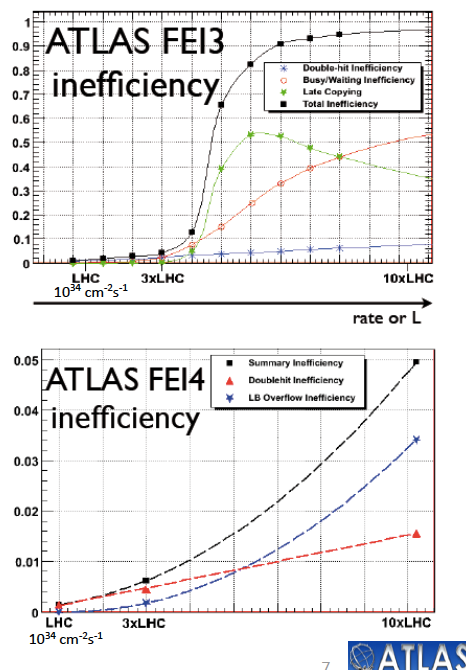 ATLAS FEI3
inefficiency
Double-hit Inefficiency
Busy/Waiting Inefficiency
Late Copying
Total Inefficiency
1
0.9
0.8
0.7
0.6
0.5
0.4
0.3
0.2
0.1
0
LHC 3xLHC 10xLHC
10³⁴ cm⁻²s⁻¹
rate or L
ATLAS FEI4
inefficiency
Summary Inefficiency
Doublehit Inefficiency
LB Overflow Inefficiency
0.05
0.04
0.03
0.02
0.01
0
LHC 3xLHC 10xLHC
10³⁴ cm⁻²s⁻¹
7
ATLAS